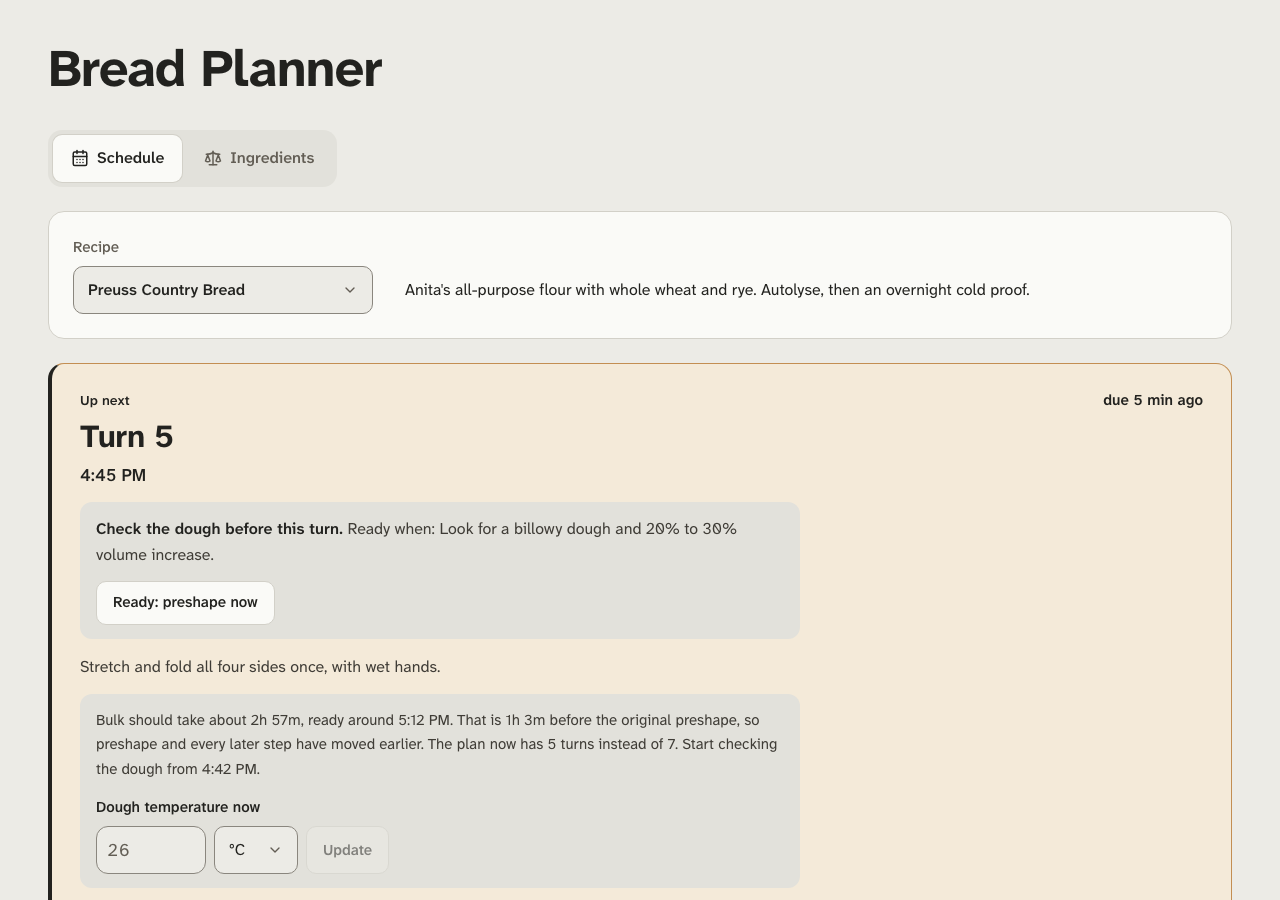 Bread Planner
Schedule
Ingredients
Recipe
Preuss Country Bread
Anita's all-purpose flour with whole wheat and rye. Autolyse, then an overnight cold proof.
Up next
due 5 min ago
Turn 5
4:45 PM
Check the dough before this turn. Ready when: Look for a billowy dough and 20% to 30%
volume increase.
Ready: preshape now
Stretch and fold all four sides once, with wet hands.
Bulk should take about 2h 57m, ready around 5:12 PM. That is 1h 3m before the original preshape, so
preshape and every later step have moved earlier. The plan now has 5 turns instead of 7. Start checking
the dough from 4:42 PM.
Dough temperature now
26
°C
Update